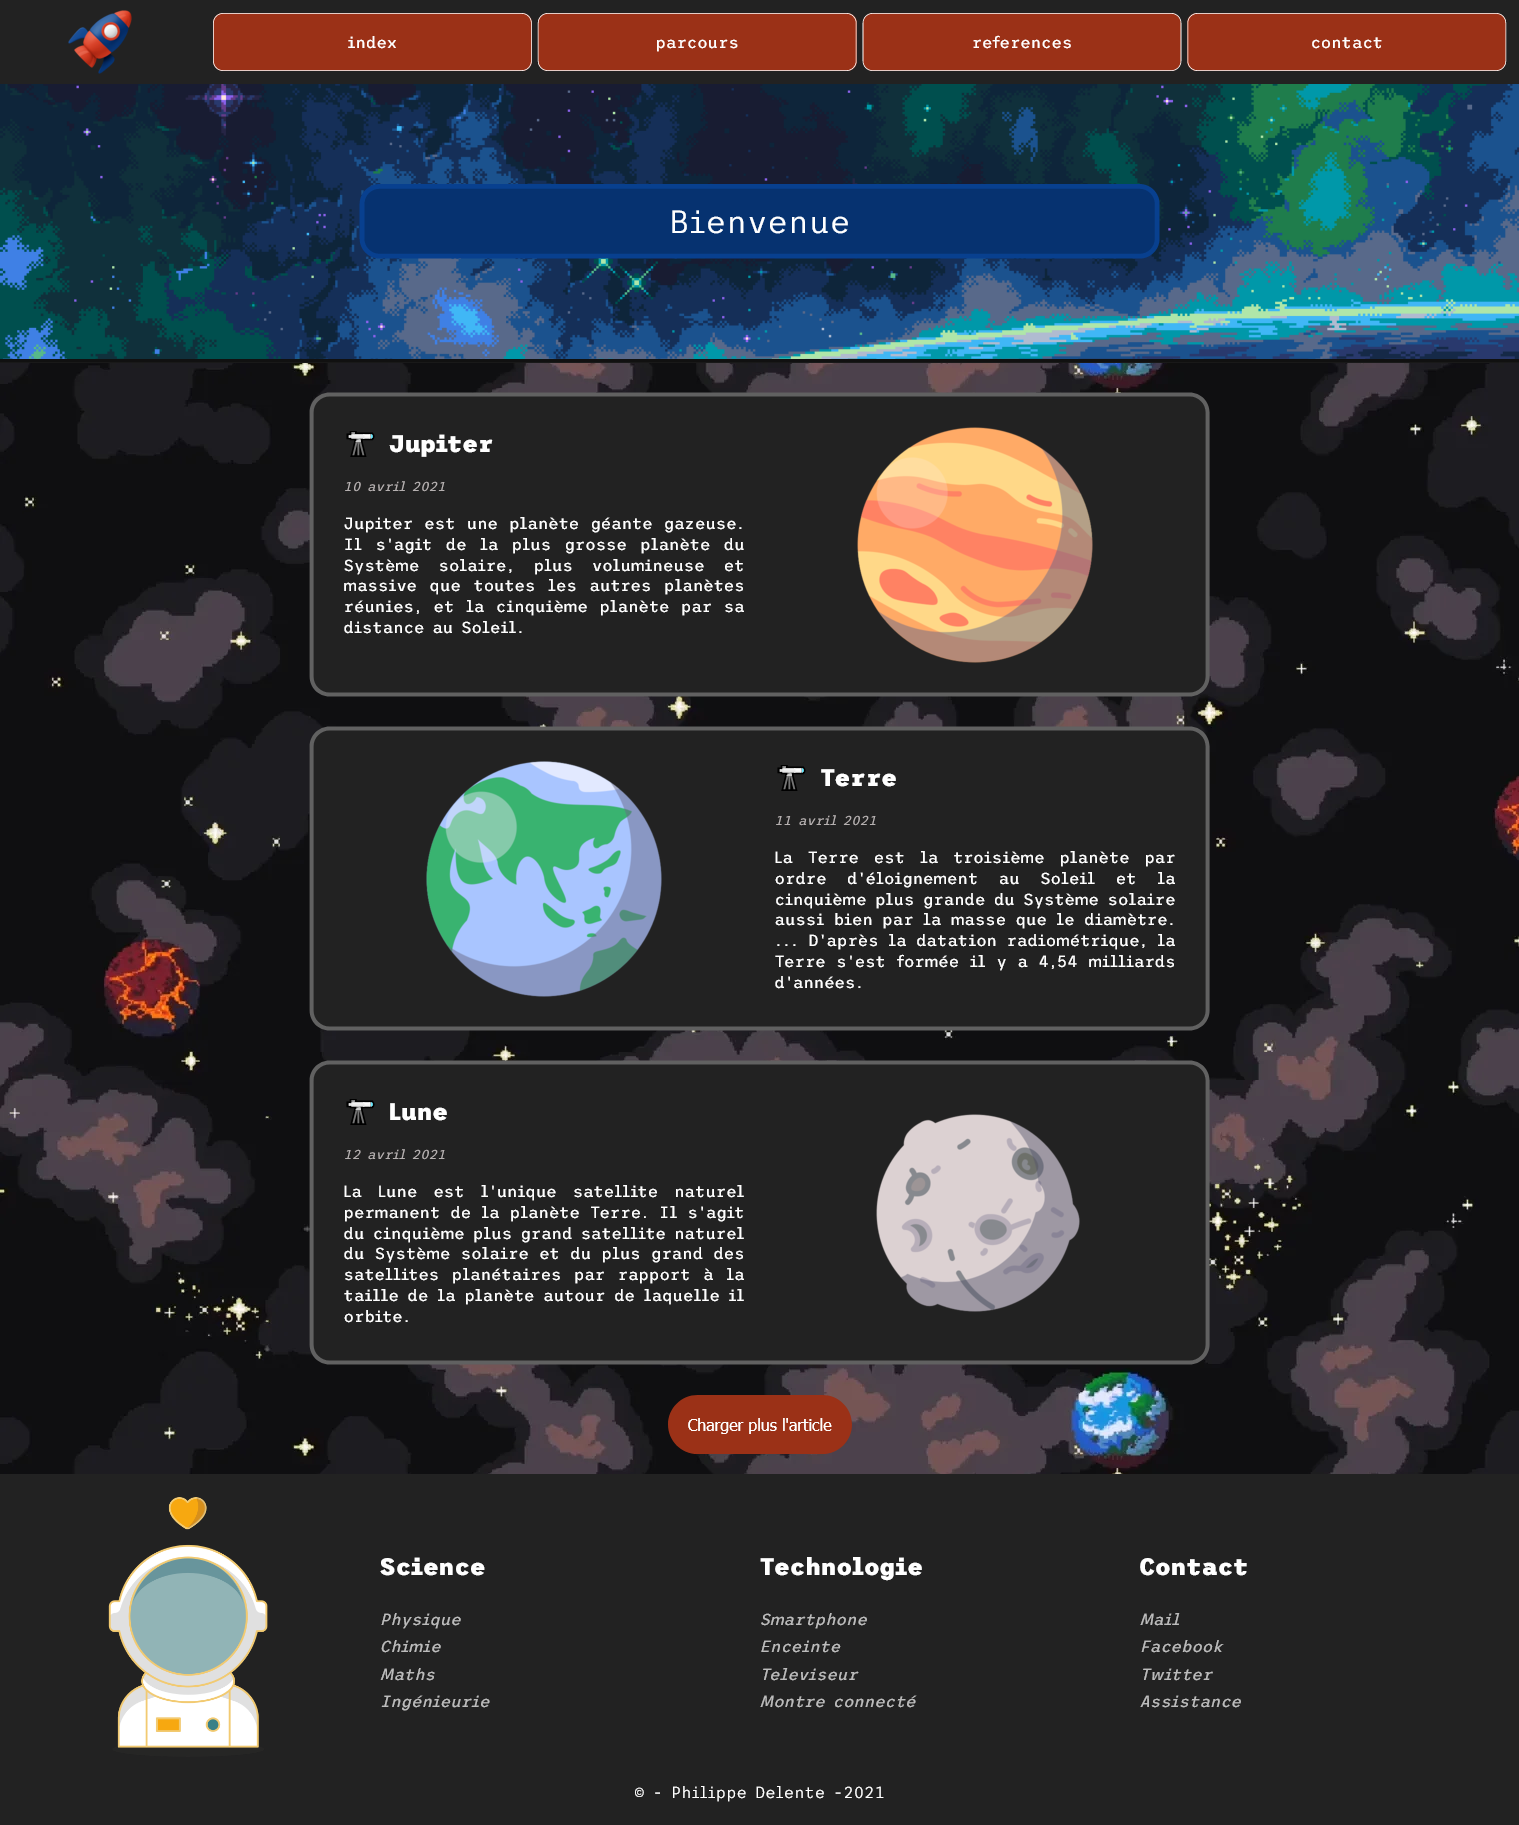 index
parcours
references
contact
Bienvenue
Jupiter
10 avril 2021
Jupiter est une planète géante gazeuse.
Il s'agit de la plus grosse planète du
Système solaire, plus volumineuse et
massive que toutes les autres planètes
réunies, et la cinquième planète par sa
distance au Soleil.
Terre
11 avril 2021
La Terre est la troisième planète par
ordre d'éloignement au Soleil et la
cinquième plus grande du Système solaire
aussi bien par la masse que le diamètre.
... D'après la datation radiométrique, la
Terre s'est formée il y a 4,54 milliards
d'années.
Lune
12 avril 2021
La Lune est l'unique satellite naturel
permanent de la planète Terre. Il s'agit
du cinquième plus grand satellite naturel
du Système solaire et du plus grand des
satellites planétaires par rapport à la
taille de la planète autour de laquelle il
orbite.
Charger plus l'article
Science
Physique
Chimie
Maths
Ingénieurie
Technologie
Smartphone
Enceinte
Televiseur
Montre connecté
Contact
Mail
Facebook
Twitter
Assistance
© - Philippe Delente -2021